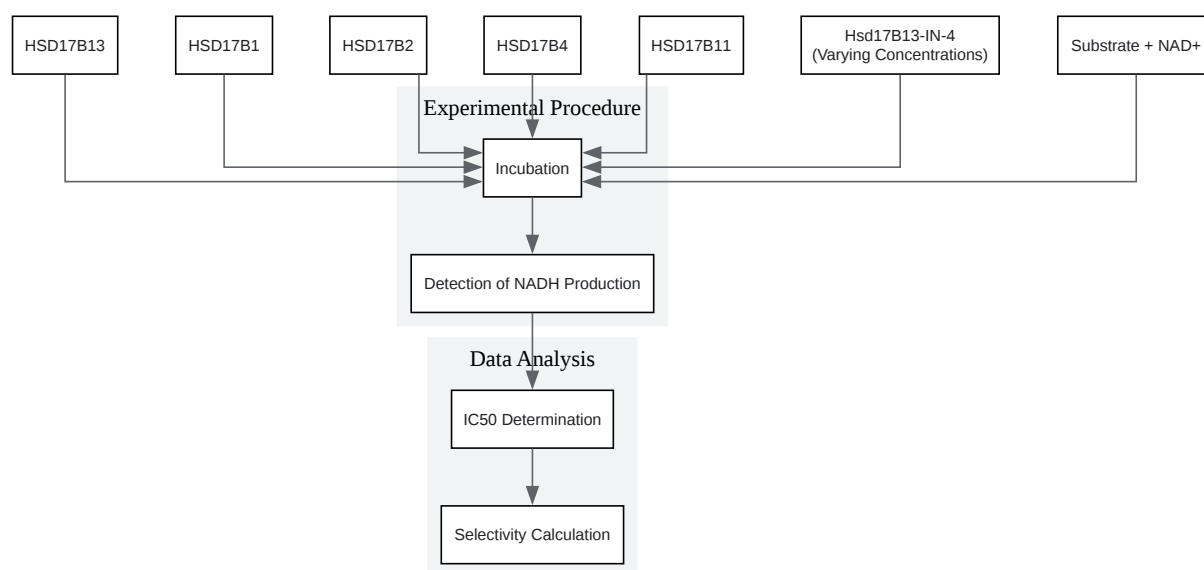 HSD17B13
HSD17B1
HSD17B2
HSD17B4
HSD17B11
Hsd17B13-IN-4
(Varying Concentrations)
Substrate + NAD+
Experimental Procedure
Incubation
Detection of NADH Production
Data Analysis
IC50 Determination
Selectivity Calculation